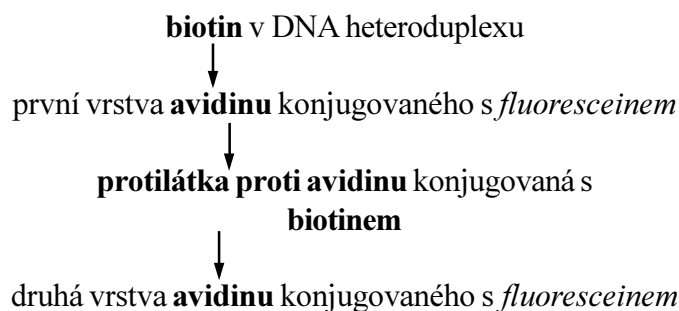 biotin v DNA heteroduplexu
první vrstva avidinu konjugovaného s fluoresceinem
protilátka proti avidinu konjugovaná s
biotinem
druhá vrstva avidinu konjugovaného s fluoresceinem